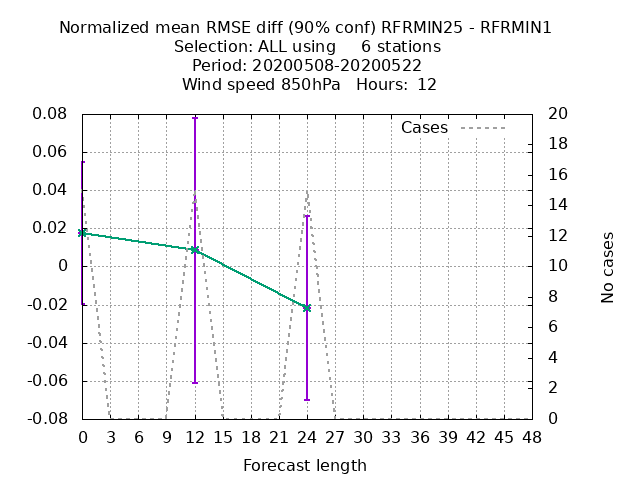 Normalized mean RMSE diff (90% conf) RFRMIN25 - RFRMIN1
Selection: ALL using     6 stations
Period: 20200508-20200522
Wind speed 850hPa   Hours:  12
Cases
0.08
0.06
0.04
0.02
0
-0.02
-0.04
-0.06
-0.08
20
18
16
14
12
10
8
6
4
2
0
No cases
0 3 6 9 12 15 18 21 24 27 30 33 36 39 42 45 48
Forecast length